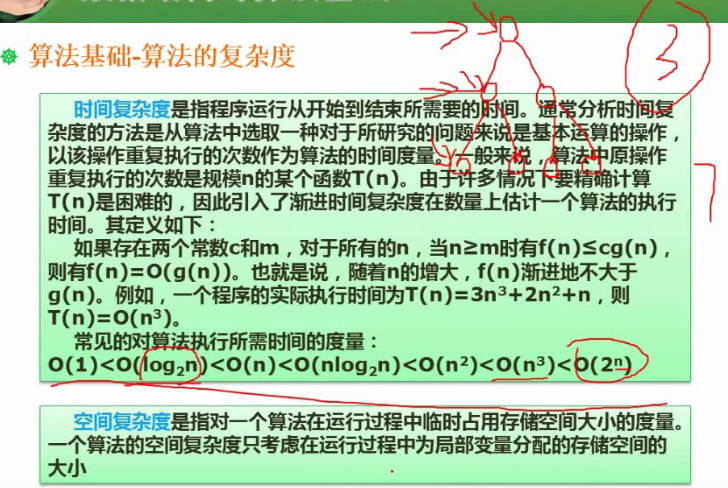 算法基础-算法的复杂度
3
时间复杂度是指程序运行从开始到结束所需要的时间。通常分析时间复
杂度的方法是从算法中选取一种对于所研究的问题来说是基本运算的操作，
以该操作重复执行的次数作为算法的时间度量。一般来说，算法中原操作
重复执行的次数是规模n的某个函数T(n)。由于许多情况下要精确计算
T(n)是困难的，因此引入了渐进时间复杂度在数量上估计一个算法的执行
时间。其定义如下：
如果存在两个常数c和m，对于所有的n，当n≥m时有f(n)≤cg(n)，
则有f(n)=O(g(n))。也就是说，随着n的增大，f(n)渐进地不大于
g(n)。例如，一个程序的实际执行时间为T(n)=3n³+2n²+n，则
T(n)=O(n³)。
常见的对算法执行所需时间的度量：
O(1)<O(log₂n)<O(n)<O(nlog₂n)<O(n²)<O(n³)<O(2ⁿ)
空间复杂度是指对一个算法在运行过程中临时占用存储空间大小的度量。
一个算法的空间复杂度只考虑在运行过程中为局部变量分配的存储空间的
大小